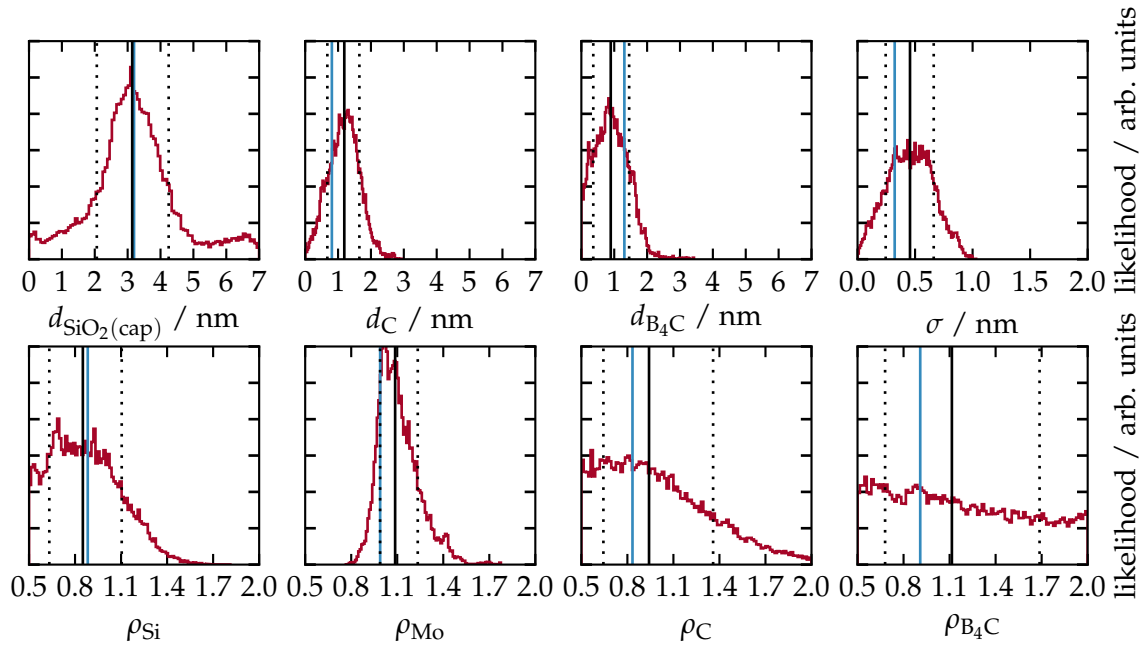 0 1 2 3 4 5 6 7
0 1 2 3 4 5 6 7
0 1 2 3 4 5 6 7
0.0 0.5 1.0 1.5 2.0
d_SiO₂(cap) / nm
d_C / nm
d_B₄C / nm
σ / nm
likelihood / arb. units
0.5 0.8 1.1 1.4 1.7 2.0
0.5 0.8 1.1 1.4 1.7 2.0
0.5 0.8 1.1 1.4 1.7 2.0
0.5 0.8 1.1 1.4 1.7 2.0
ρ_Si
ρ_Mo
ρ_C
ρ_B₄C
likelihood / arb. units